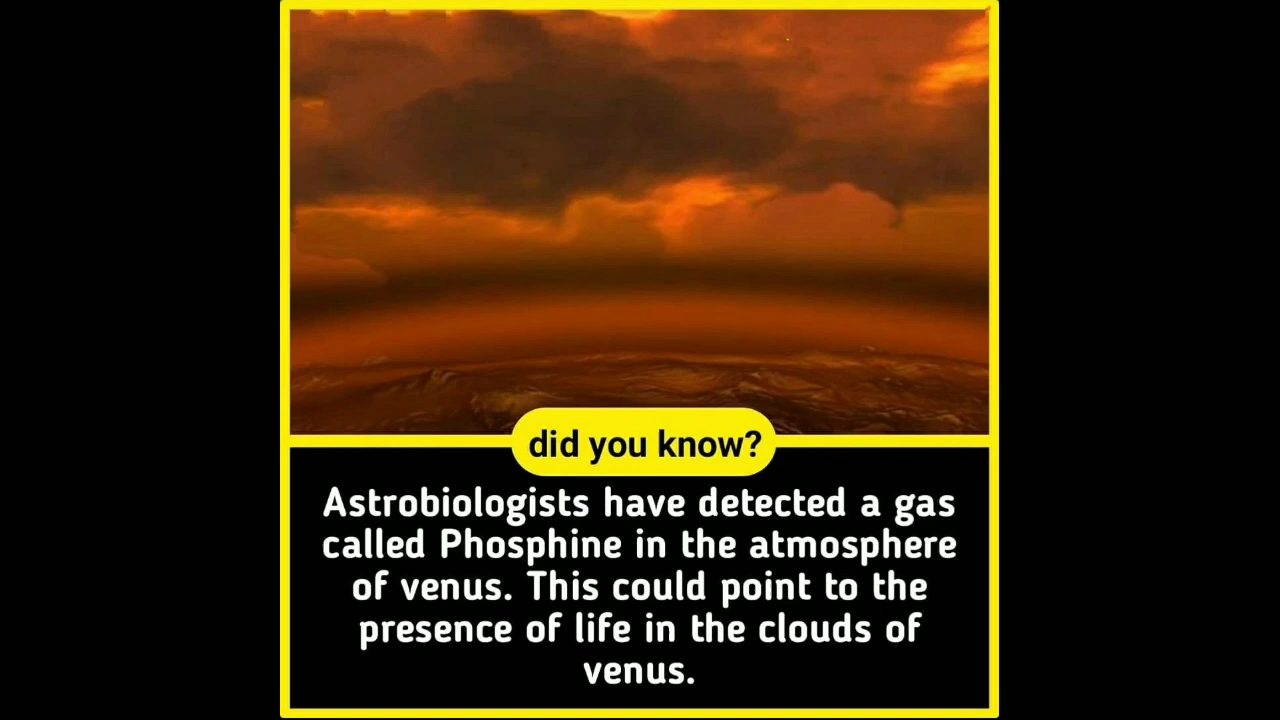 did you know?
Astrobiologists have detected a gas
called Phosphine in the atmosphere
of venus. This could point to the
presence of life in the clouds of
venus.